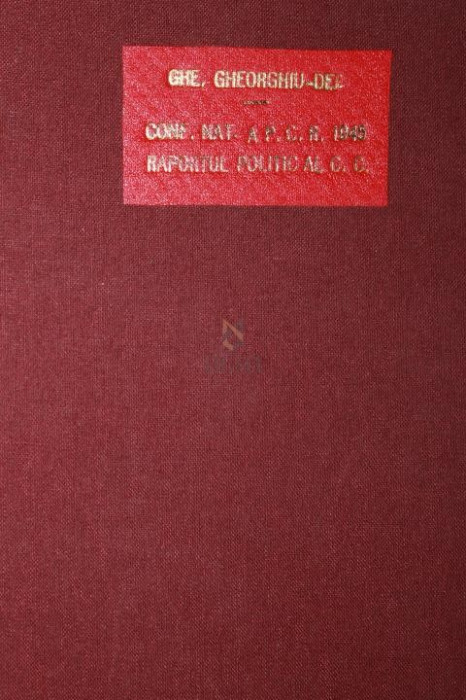 GHE. GHEORGHIU-DEJ
CONF. NAT. A P. C. R. 1945
RAPORTUL POLITIC AL C. C.